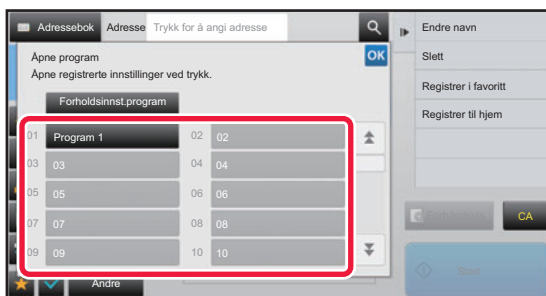 Adressebok Adresse Trykk for å angi adresse
Åpne program
OK
Åpne registrerte innstillinger ved trykk.
Forholdsinnst.program
01 Program 1 02 02
03 03 04 04
05 05 06 06
07 07 08 08
09 09 10 10
Andre
Endre navn
Slett
Registrer i favoritt
Registrer til hjem
CA
Start